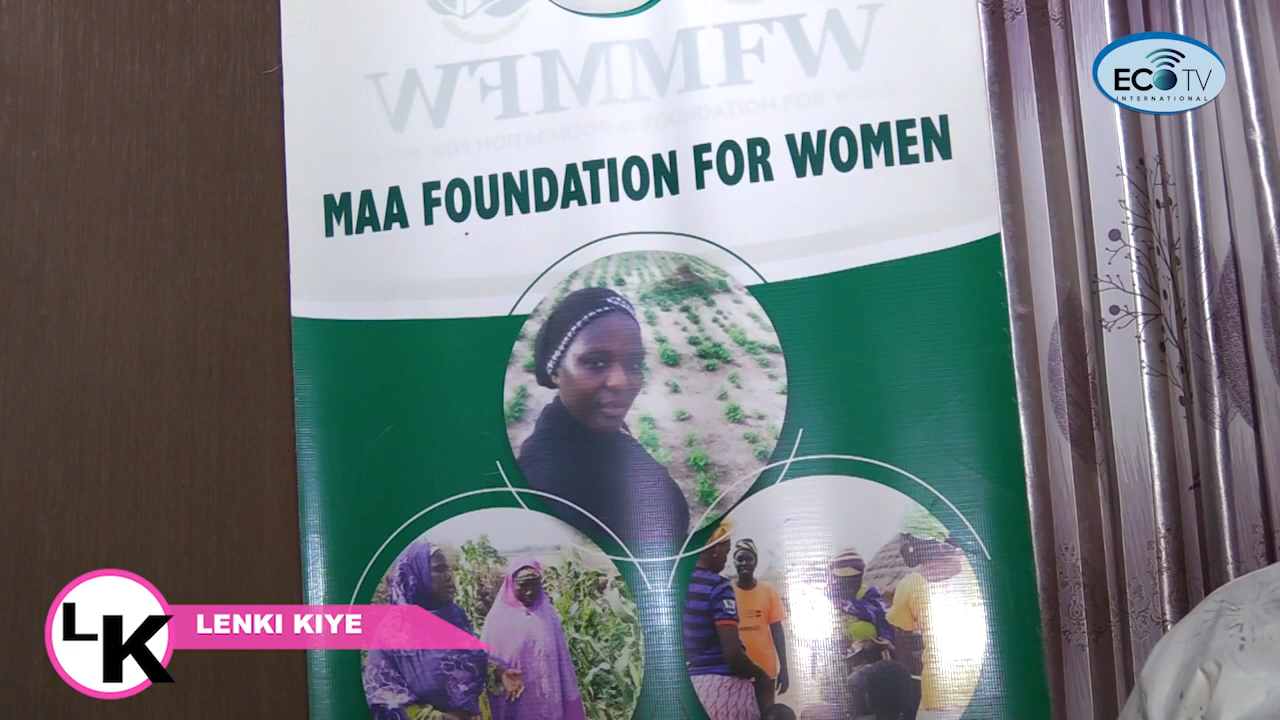 WFMMFW
MAA FOUNDATION FOR WOMEN
ECO TV
INTERNATIONAL
LK
LENKI KIYE